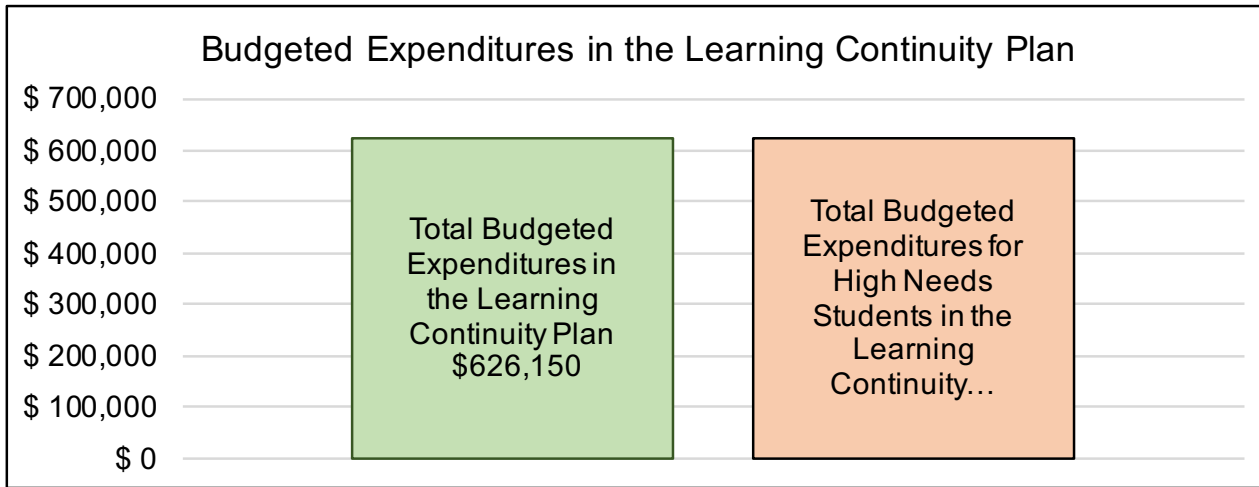 Budgeted Expenditures in the Learning Continuity Plan
$ 700,000
$ 600,000
$ 500,000
$ 400,000
$ 300,000
$ 200,000
$ 100,000
$ 0
Total Budgeted
Expenditures in
the Learning
Continuity Plan
$626,150
Total Budgeted
Expenditures for
High Needs
Students in the
Learning
Continuity…